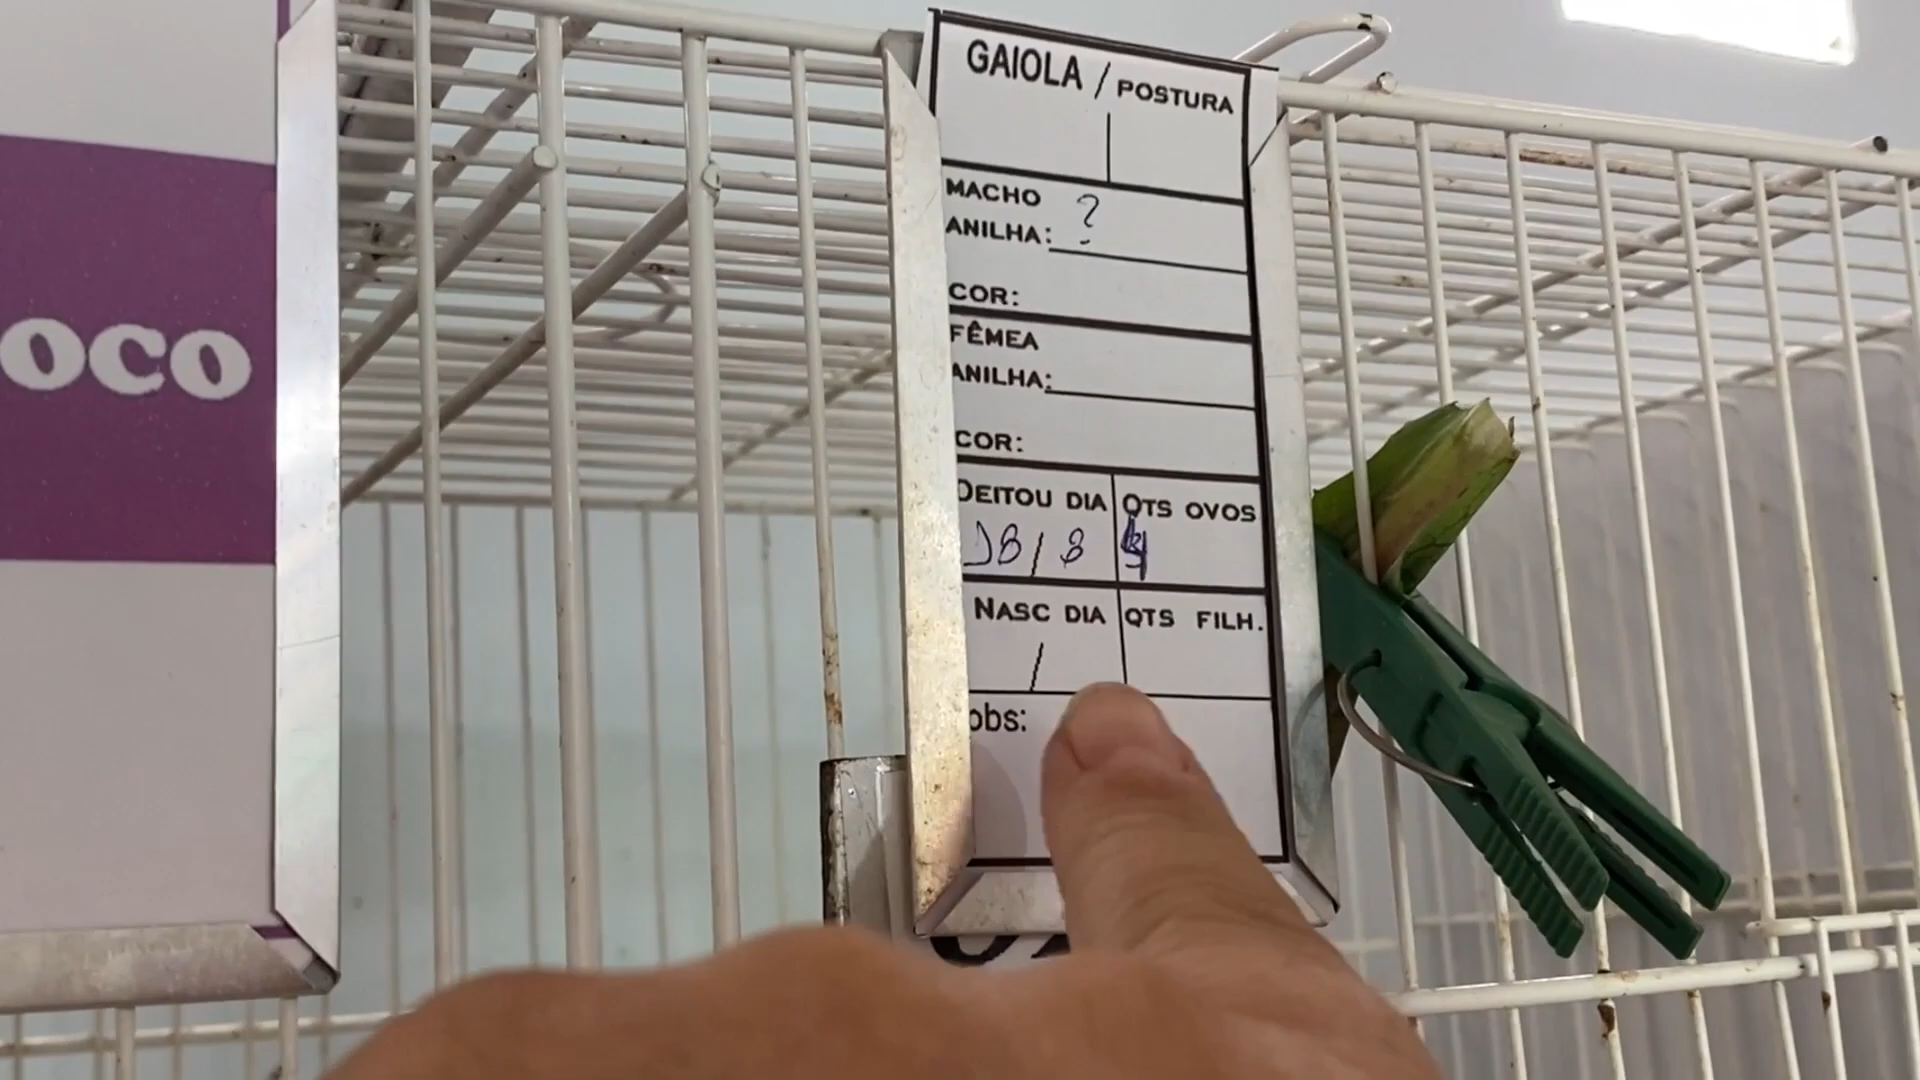 OCO
GAIOLA / POSTURA
MACHO
ANILHA: ?
COR:
FÊMEA
ANILHA:
COR:
DEITOU DIA QTS OVOS
/ 8
NASC DIA QTS FILH.
/
obs: